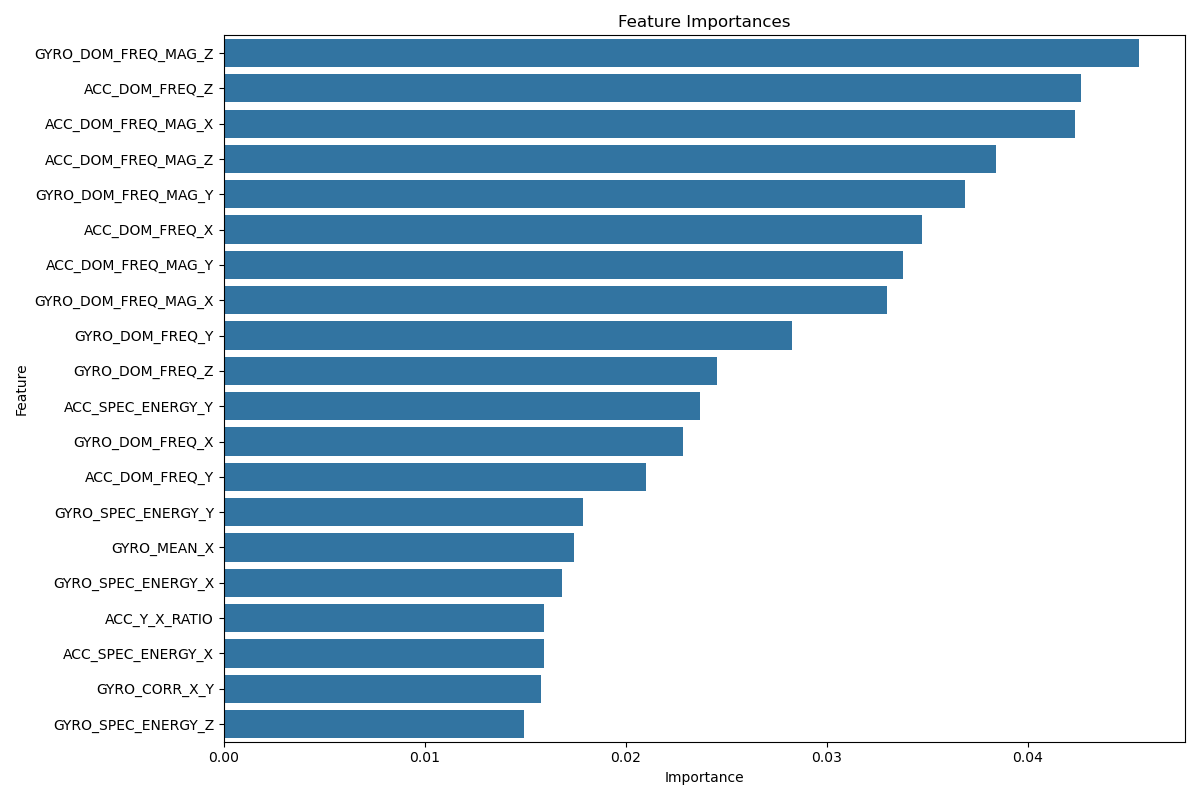 Feature Importances
GYRO_DOM_FREQ_MAG_Z
ACC_DOM_FREQ_Z
ACC_DOM_FREQ_MAG_X
ACC_DOM_FREQ_MAG_Z
GYRO_DOM_FREQ_MAG_Y
ACC_DOM_FREQ_X
ACC_DOM_FREQ_MAG_Y
GYRO_DOM_FREQ_MAG_X
GYRO_DOM_FREQ_Y
GYRO_DOM_FREQ_Z
ACC_SPEC_ENERGY_Y
GYRO_DOM_FREQ_X
ACC_DOM_FREQ_Y
GYRO_SPEC_ENERGY_Y
GYRO_MEAN_X
GYRO_SPEC_ENERGY_X
ACC_Y_X_RATIO
ACC_SPEC_ENERGY_X
GYRO_CORR_X_Y
GYRO_SPEC_ENERGY_Z
Feature
0.00 0.01 0.02 0.03 0.04
Importance